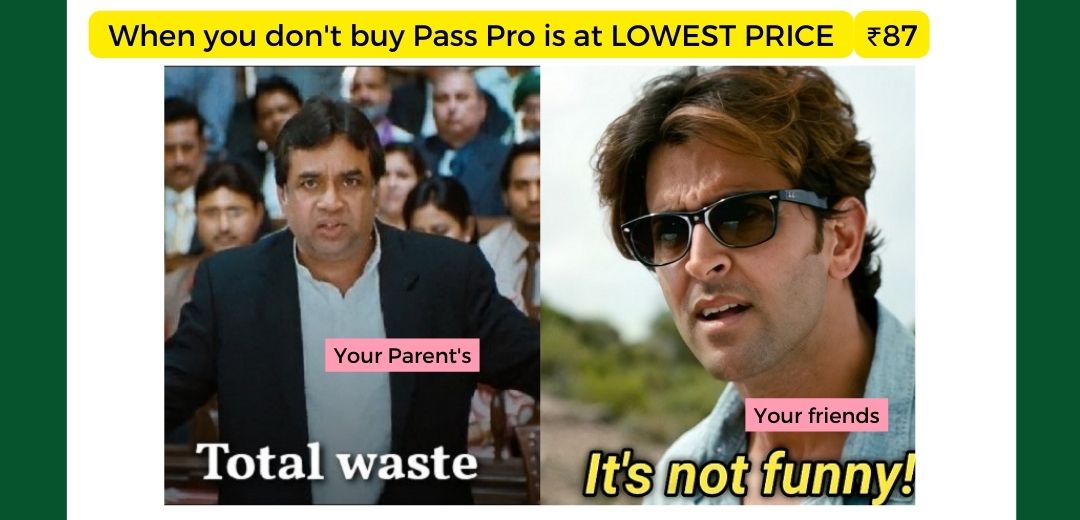 When you don't buy Pass Pro is at LOWEST PRICE ₹87
Your Parent's
Total waste
Your friends
It's not funny!